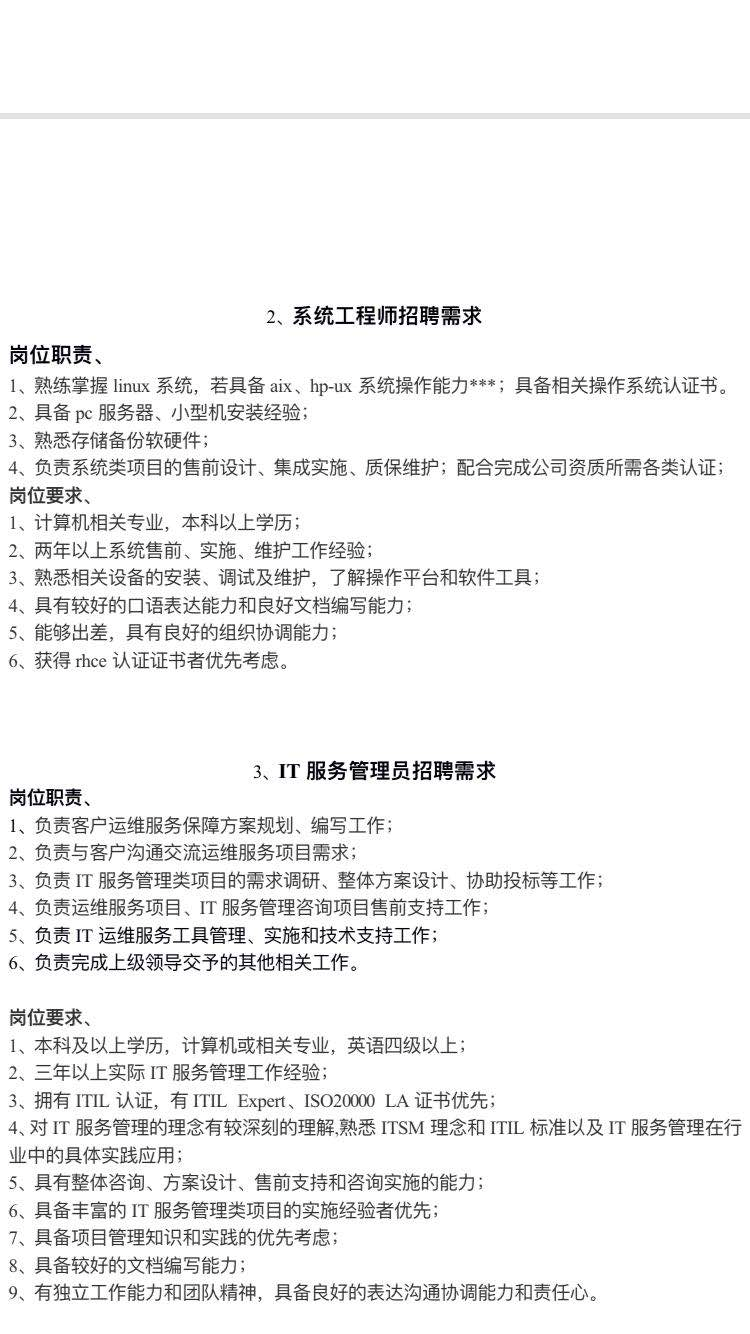 2、系统工程师招聘需求
岗位职责、
1、熟练掌握 linux 系统，若具备 aix、hp-ux 系统操作能力***；具备相关操作系统认证书。
2、具备 pc 服务器、小型机安装经验；
3、熟悉存储备份软硬件；
4、负责系统类项目的售前设计、集成实施、质保维护；配合完成公司资质所需各类认证；
岗位要求、
1、计算机相关专业，本科以上学历；
2、两年以上系统售前、实施、维护工作经验；
3、熟悉相关设备的安装、调试及维护，了解操作平台和软件工具；
4、具有较好的口语表达能力和良好文档编写能力；
5、能够出差，具有良好的组织协调能力；
6、获得 rhce 认证证书者优先考虑。
3、IT 服务管理员招聘需求
岗位职责、
1、负责客户运维服务保障方案规划、编写工作；
2、负责与客户沟通交流运维服务项目需求；
3、负责 IT 服务管理类项目的需求调研、整体方案设计、协助投标等工作；
4、负责运维服务项目、IT 服务管理咨询项目售前支持工作；
5、负责 IT 运维服务工具管理、实施和技术支持工作；
6、负责完成上级领导交予的其他相关工作。
岗位要求、
1、本科及以上学历，计算机或相关专业，英语四级以上；
2、三年以上实际 IT 服务管理工作经验；
3、拥有 ITIL 认证，有 ITIL Expert、ISO20000 LA 证书优先；
4、对 IT 服务管理的理念有较深刻的理解,熟悉 ITSM 理念和 ITIL 标准以及 IT 服务管理在行
业中的具体实践应用；
5、具有整体咨询、方案设计、售前支持和咨询实施的能力；
6、具备丰富的 IT 服务管理类项目的实施经验者优先；
7、具备项目管理知识和实践的优先考虑；
8、具备较好的文档编写能力；
9、有独立工作能力和团队精神，具备良好的表达沟通协调能力和责任心。